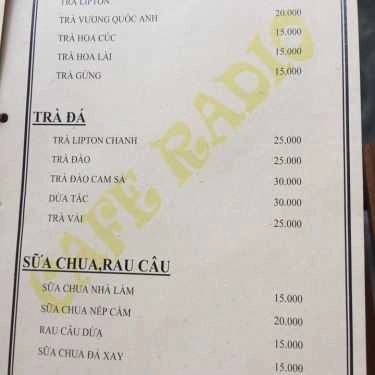 TRÀ LIPTON
TRÀ VƯƠNG QUỐC ANH 20.000
TRÀ HOA CÚC 15.000
TRÀ HOA LÀI 15.000
TRÀ GỪNG 15.000
TRÀ ĐÁ
TRÀ LIPTON CHANH 25.000
TRÀ ĐÀO 25.000
TRÀ ĐÀO CAM SẢ 30.000
DỪA TẮC 30.000
TRÀ VẢI 25.000
SỮA CHUA,RAU CÂU
SỮA CHUA NHÀ LÀM 15.000
SỮA CHUA NẾP CẨM 20.000
RAU CÂU DỪA 15.000
SỮA CHUA ĐÁ XAY 15.000
CAFE RADIO